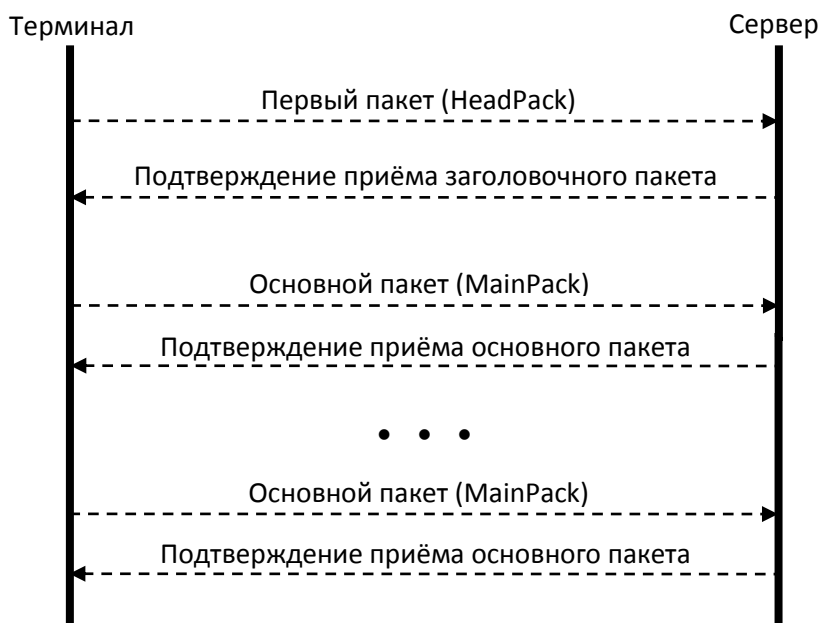 Терминал
Сервер
Первый пакет (HeadPack)
Подтверждение приёма заголовочного пакета
Основной пакет (MainPack)
Подтверждение приёма основного пакета
• • •
Основной пакет (MainPack)
Подтверждение приёма основного пакета